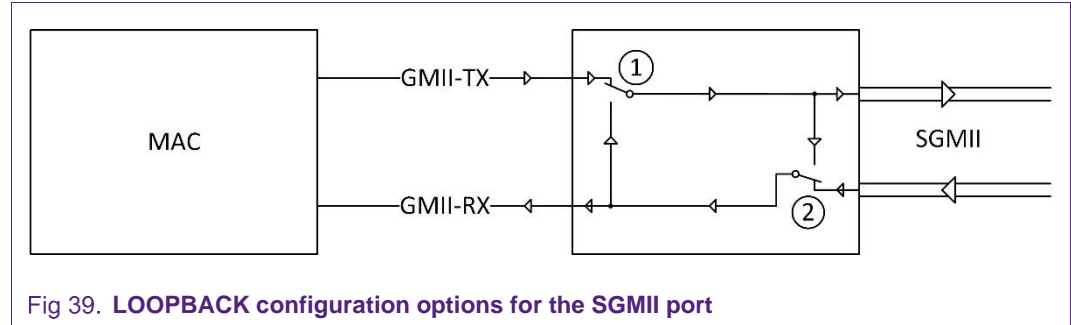 GMII-TX
①
MAC
SGMII
GMII-RX
②
Fig 39. LOOPBACK configuration options for the SGMII port